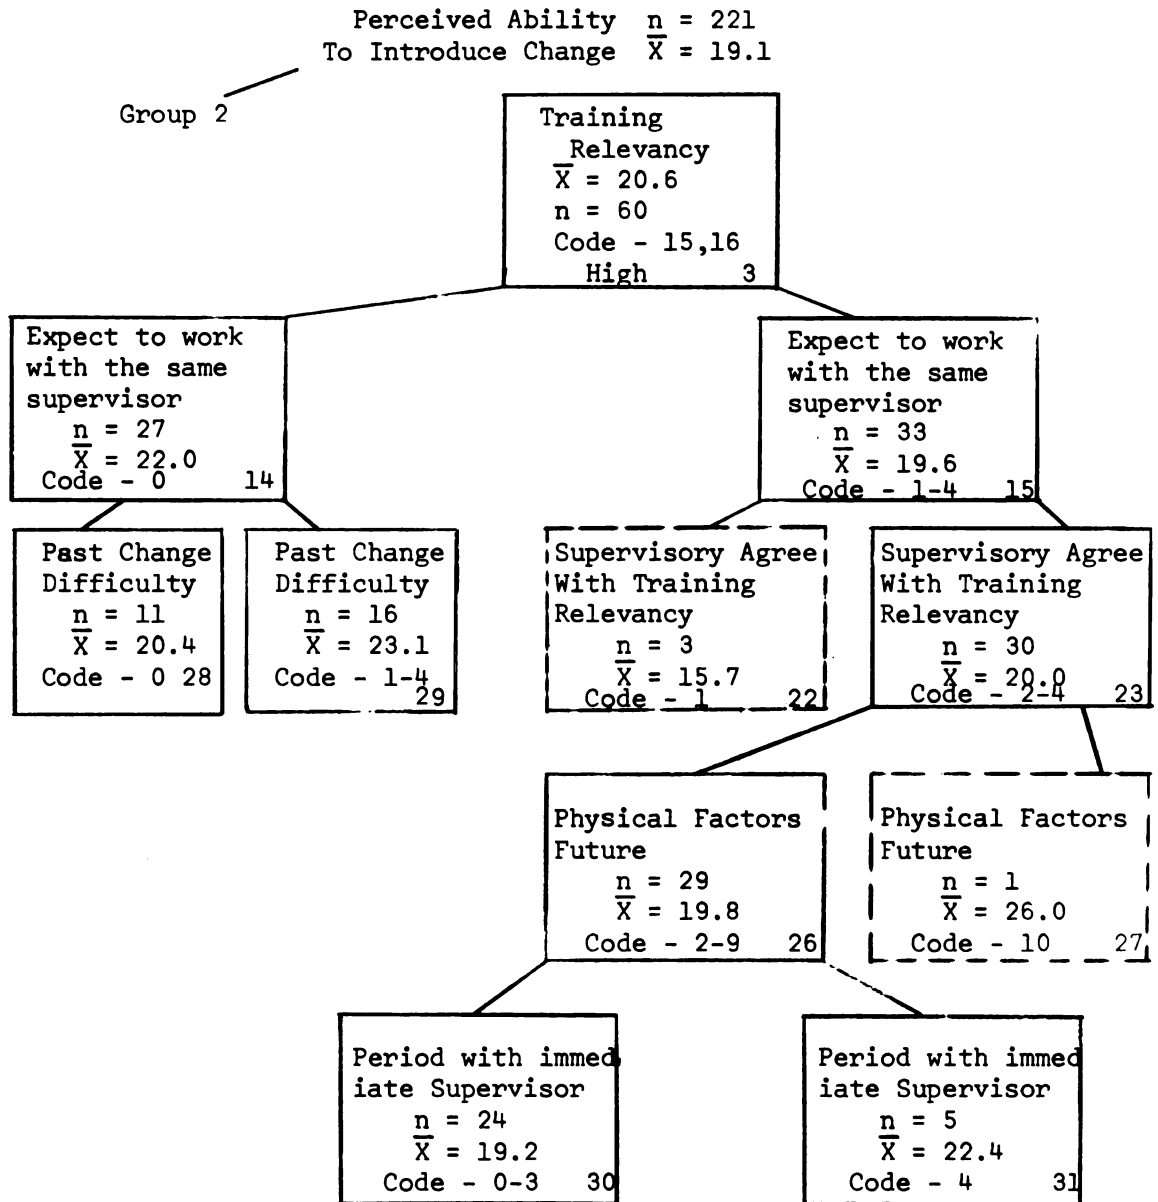 Perceived Ability n = 221
To Introduce Change X̅ = 19.1
Group 2
Training
Relevancy
X̅ = 20.6
n = 60
Code - 15,16
High 3
Expect to work
with the same
supervisor
n = 27
X̅ = 22.0
Code - 0 14
Expect to work
with the same
supervisor
n = 33
X̅ = 19.6
Code - 1-4 15
Past Change
Difficulty
n = 11
X̅ = 20.4
Code - 0 28
Past Change
Difficulty
n = 16
X̅ = 23.1
Code - 1-4
29
Supervisory Agree
With Training
Relevancy
n = 3
X̅ = 15.7
Code - 1 22
Supervisory Agree
With Training
Relevancy
n = 30
X̅ = 20.0
Code - 2-4 23
Physical Factors
Future
n = 29
X̅ = 19.8
Code - 2-9 26
Physical Factors
Future
n = 1
X̅ = 26.0
Code - 10 27
Period with immed
iate Supervisor
n = 24
X̅ = 19.2
Code - 0-3 30
Period with immed
iate Supervisor
n = 5
X̅ = 22.4
Code - 4 31